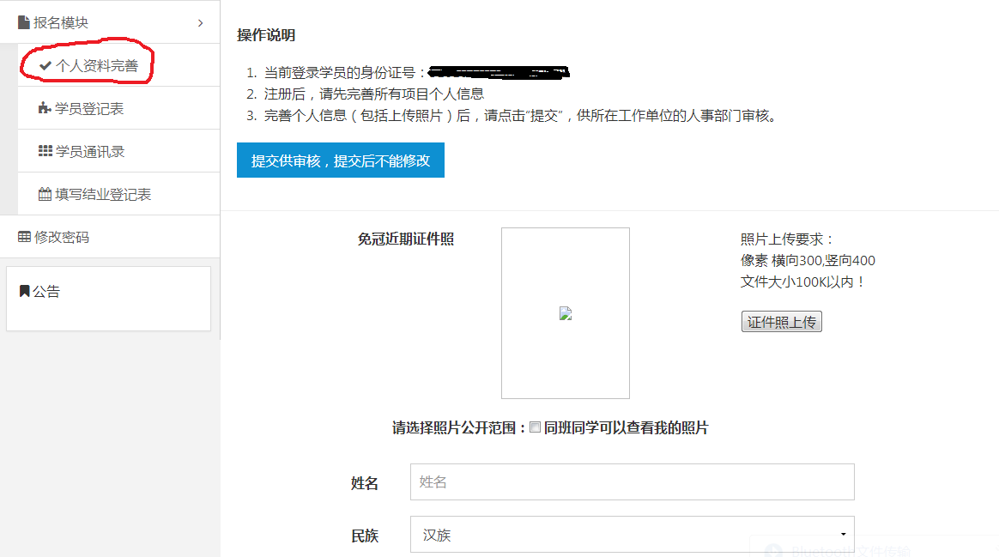 报名模块
个人资料完善
学员登记表
学员通讯录
填写结业登记表
修改密码
公告
操作说明
1. 当前登录学员的身份证号：
2. 注册后，请先完善所有项目个人信息
3. 完善个人信息（包括上传照片）后，请点击“提交”，供所在工作单位的人事部门审核。
提交供审核，提交后不能修改
免冠近期证件照
照片上传要求：
像素 横向300,竖向400
文件大小100K以内！
证件照上传
请选择照片公开范围：同班同学可以查看我的照片
姓名 姓名
民族 汉族
Bluetooth文件传输